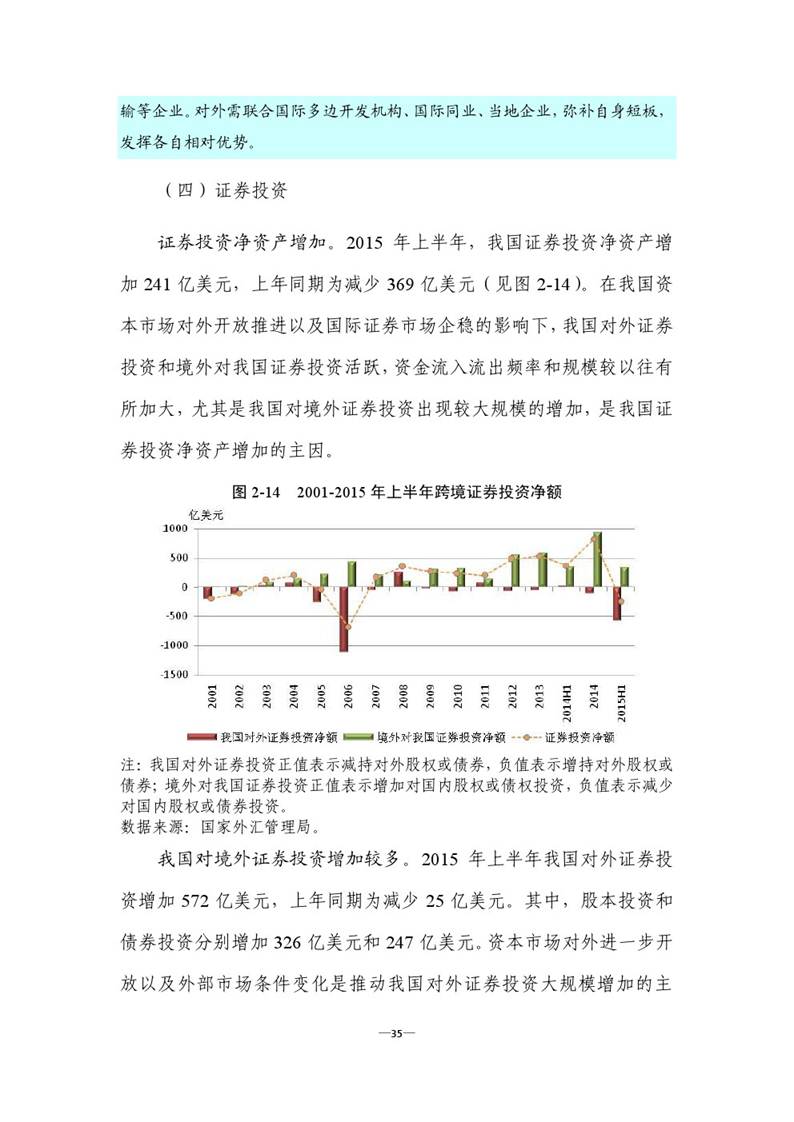 输等企业。对外需联合国际多边开发机构、国际同业、当地企业，弥补自身短板，
发挥各自相对优势。
（四）证券投资
证券投资净资产增加。2015 年上半年，我国证券投资净资产增
加 241 亿美元，上年同期为减少 369 亿美元（见图 2-14）。在我国资
本市场对外开放推进以及国际证券市场企稳的影响下，我国对外证券
投资和境外对我国证券投资活跃，资金流入流出频率和规模较以往有
所加大，尤其是我国对境外证券投资出现较大规模的增加，是我国证
券投资净资产增加的主因。
图 2-14 2001-2015 年上半年跨境证券投资净额
亿美元
1000
500
0
-500
-1000
-1500
2001 2002 2003 2004 2005 2006 2007 2008 2009 2010 2011 2012 2013 2014H1 2014 2015H1
我国对外证券投资净额 境外对我国证券投资净额 证券投资净额
注：我国对外证券投资正值表示减持对外股权或债券，负值表示增持对外股权或
债券；境外对我国证券投资正值表示增加对国内股权或债权投资，负值表示减少
对国内股权或债券投资。
数据来源：国家外汇管理局。
我国对境外证券投资增加较多。2015 年上半年我国对外证券投
资增加 572 亿美元，上年同期为减少 25 亿美元。其中，股本投资和
债券投资分别增加 326 亿美元和 247 亿美元。资本市场对外进一步开
放以及外部市场条件变化是推动我国对外证券投资大规模增加的主
—35—